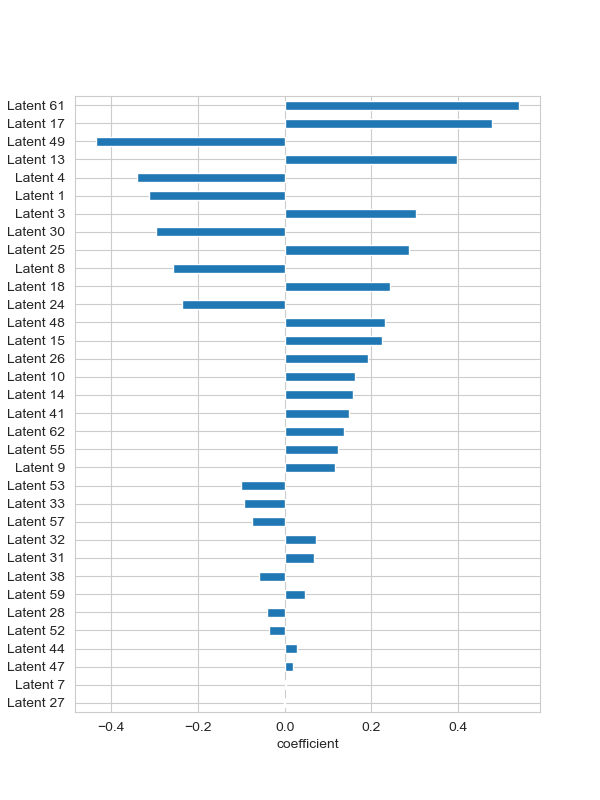 Latent 61
Latent 17
Latent 49
Latent 13
Latent 4
Latent 1
Latent 3
Latent 30
Latent 25
Latent 8
Latent 18
Latent 24
Latent 48
Latent 15
Latent 26
Latent 10
Latent 14
Latent 41
Latent 62
Latent 55
Latent 9
Latent 53
Latent 33
Latent 57
Latent 32
Latent 31
Latent 38
Latent 59
Latent 28
Latent 52
Latent 44
Latent 47
Latent 7
Latent 27
−0.4 −0.2 0.0 0.2 0.4
coefficient